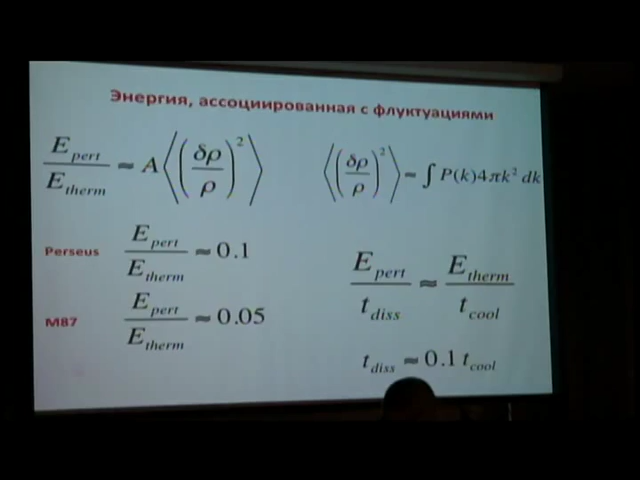 Энергия, ассоциированная с флуктуациями
E_pert / E_therm ≈ A⟨(δρ/ρ)²⟩
⟨(δρ/ρ)²⟩ ≈ ∫ P(k)4πk² dk
Perseus E_pert / E_therm ≈ 0.1
M87 E_pert / E_therm ≈ 0.05
E_pert / t_diss ≈ E_therm / t_cool
t_diss ≈ 0.1 t_cool